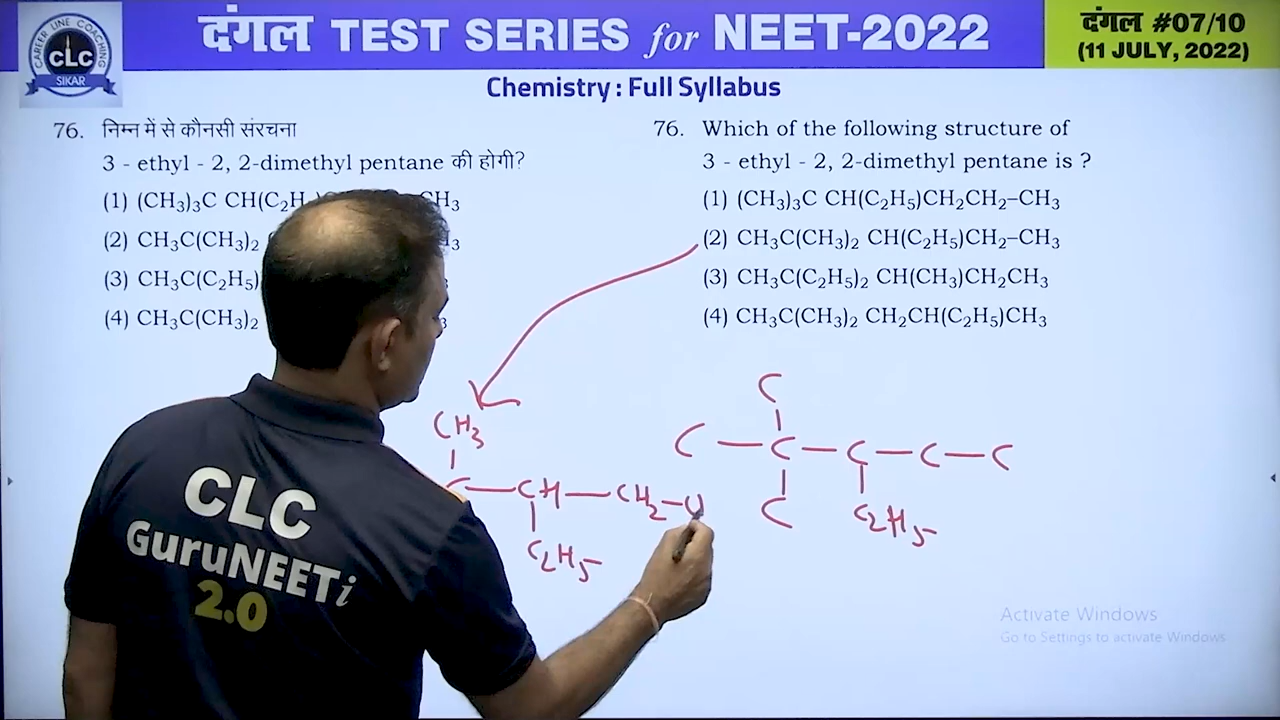 दंगल TEST SERIES for NEET-2022
दंगल #07/10
(11 JULY, 2022)
CAREER LINE COACHING
CLC
SIKAR
Chemistry : Full Syllabus
76. निम्न में से कौनसी संरचना
3 - ethyl - 2, 2-dimethyl pentane की होगी?
(1) (CH₃)₃C CH(C₂H
CH₃
(2) CH₃C(CH₃)₂
(3) CH₃C(C₂H₅)
(4) CH₃C(CH₃)₂
76. Which of the following structure of
3 - ethyl - 2, 2-dimethyl pentane is ?
(1) (CH₃)₃C CH(C₂H₅)CH₂CH₂–CH₃
(2) CH₃C(CH₃)₂ CH(C₂H₅)CH₂–CH₃
(3) CH₃C(C₂H₅)₂ CH(CH₃)CH₂CH₃
(4) CH₃C(CH₃)₂ CH₂CH(C₂H₅)CH₃
CH₃
C — CH — CH₂ –
C₂H₅
C
C — C — C — C — C
C C₂H₅
CLC
GuruNEETi
2.0
Activate Windows
Go to Settings to activate Windows